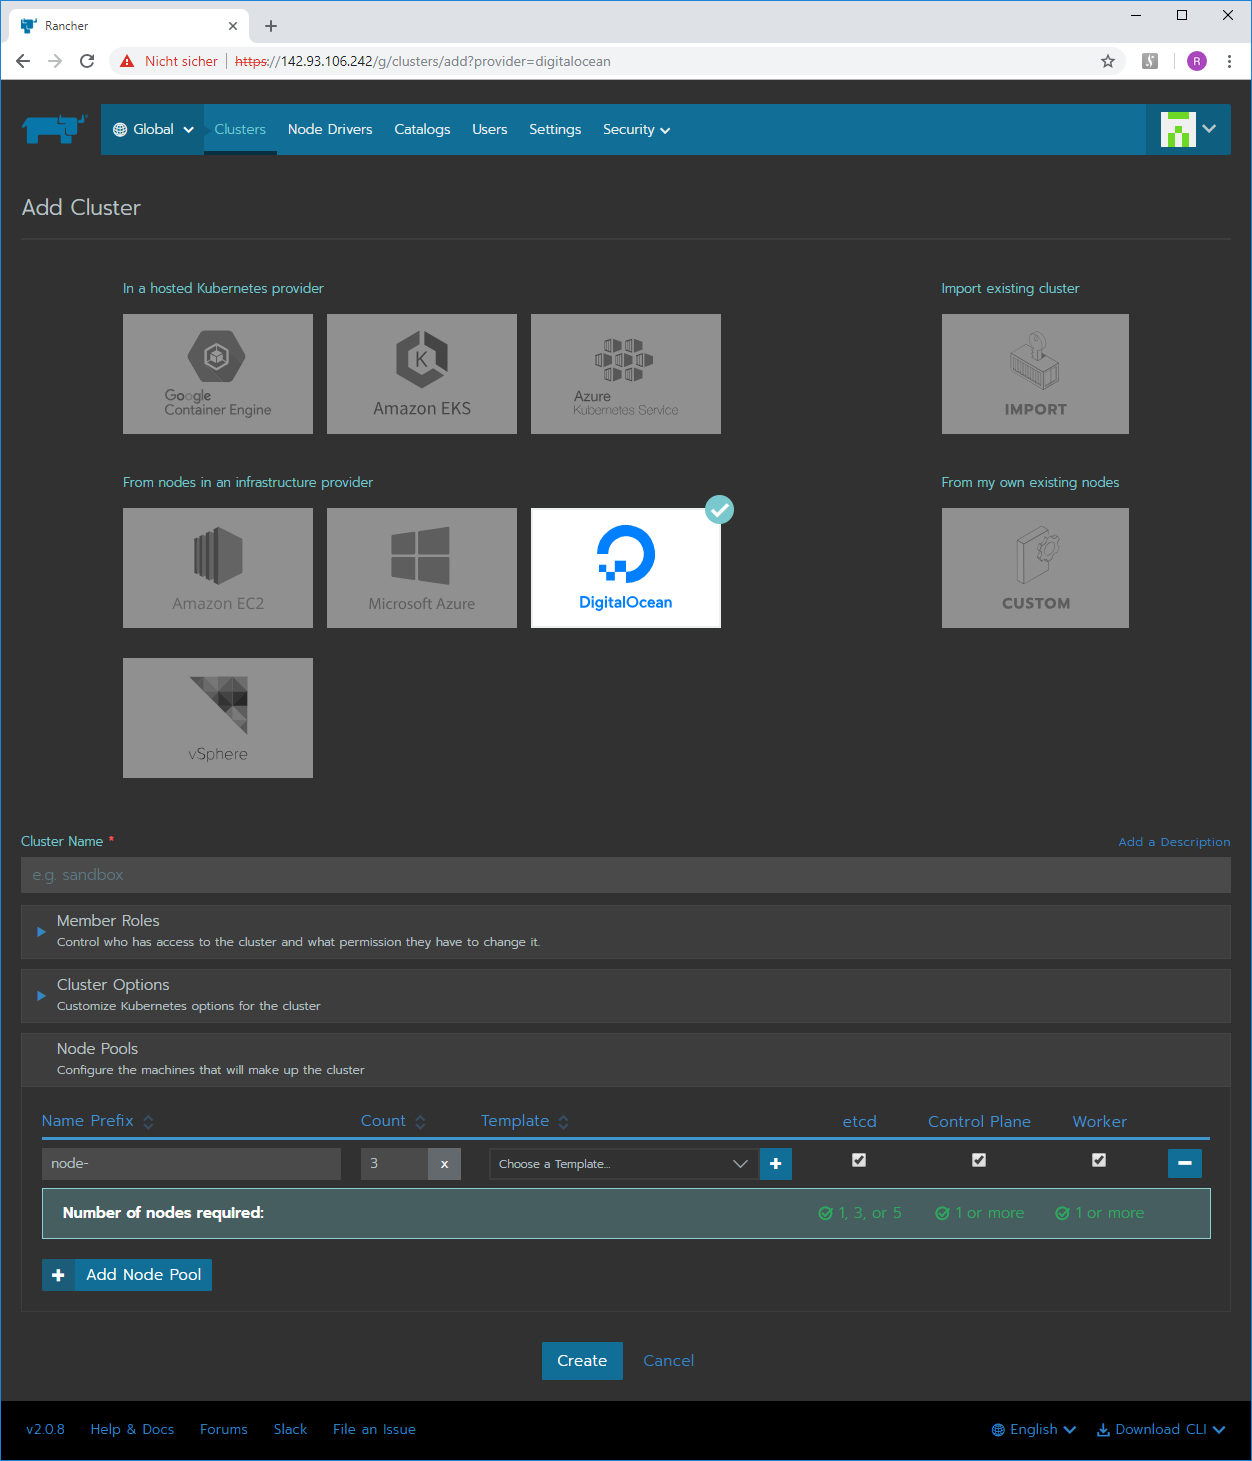 Rancher
Nicht sicher https://142.93.106.242/g/clusters/add?provider=digitalocean R
Global Clusters Node Drivers Catalogs Users Settings Security
Add Cluster
In a hosted Kubernetes provider Import existing cluster
Google
Container Engine
K
Amazon EKS
Azure
Kubernetes Service
IMPORT
From nodes in an infrastructure provider From my own existing nodes
Amazon EC2 Microsoft Azure DigitalOcean CUSTOM
vSphere
Cluster Name * Add a Description
e.g. sandbox
Member Roles
Control who has access to the cluster and what permission they have to change it.
Cluster Options
Customize Kubernetes options for the cluster
Node Pools
Configure the machines that will make up the cluster
Name Prefix Count Template etcd Control Plane Worker
node- 3 x Choose a Template...
Number of nodes required: 1, 3, or 5 1 or more 1 or more
Add Node Pool
Create Cancel
v2.0.8 Help & Docs Forums Slack File an Issue English Download CLI